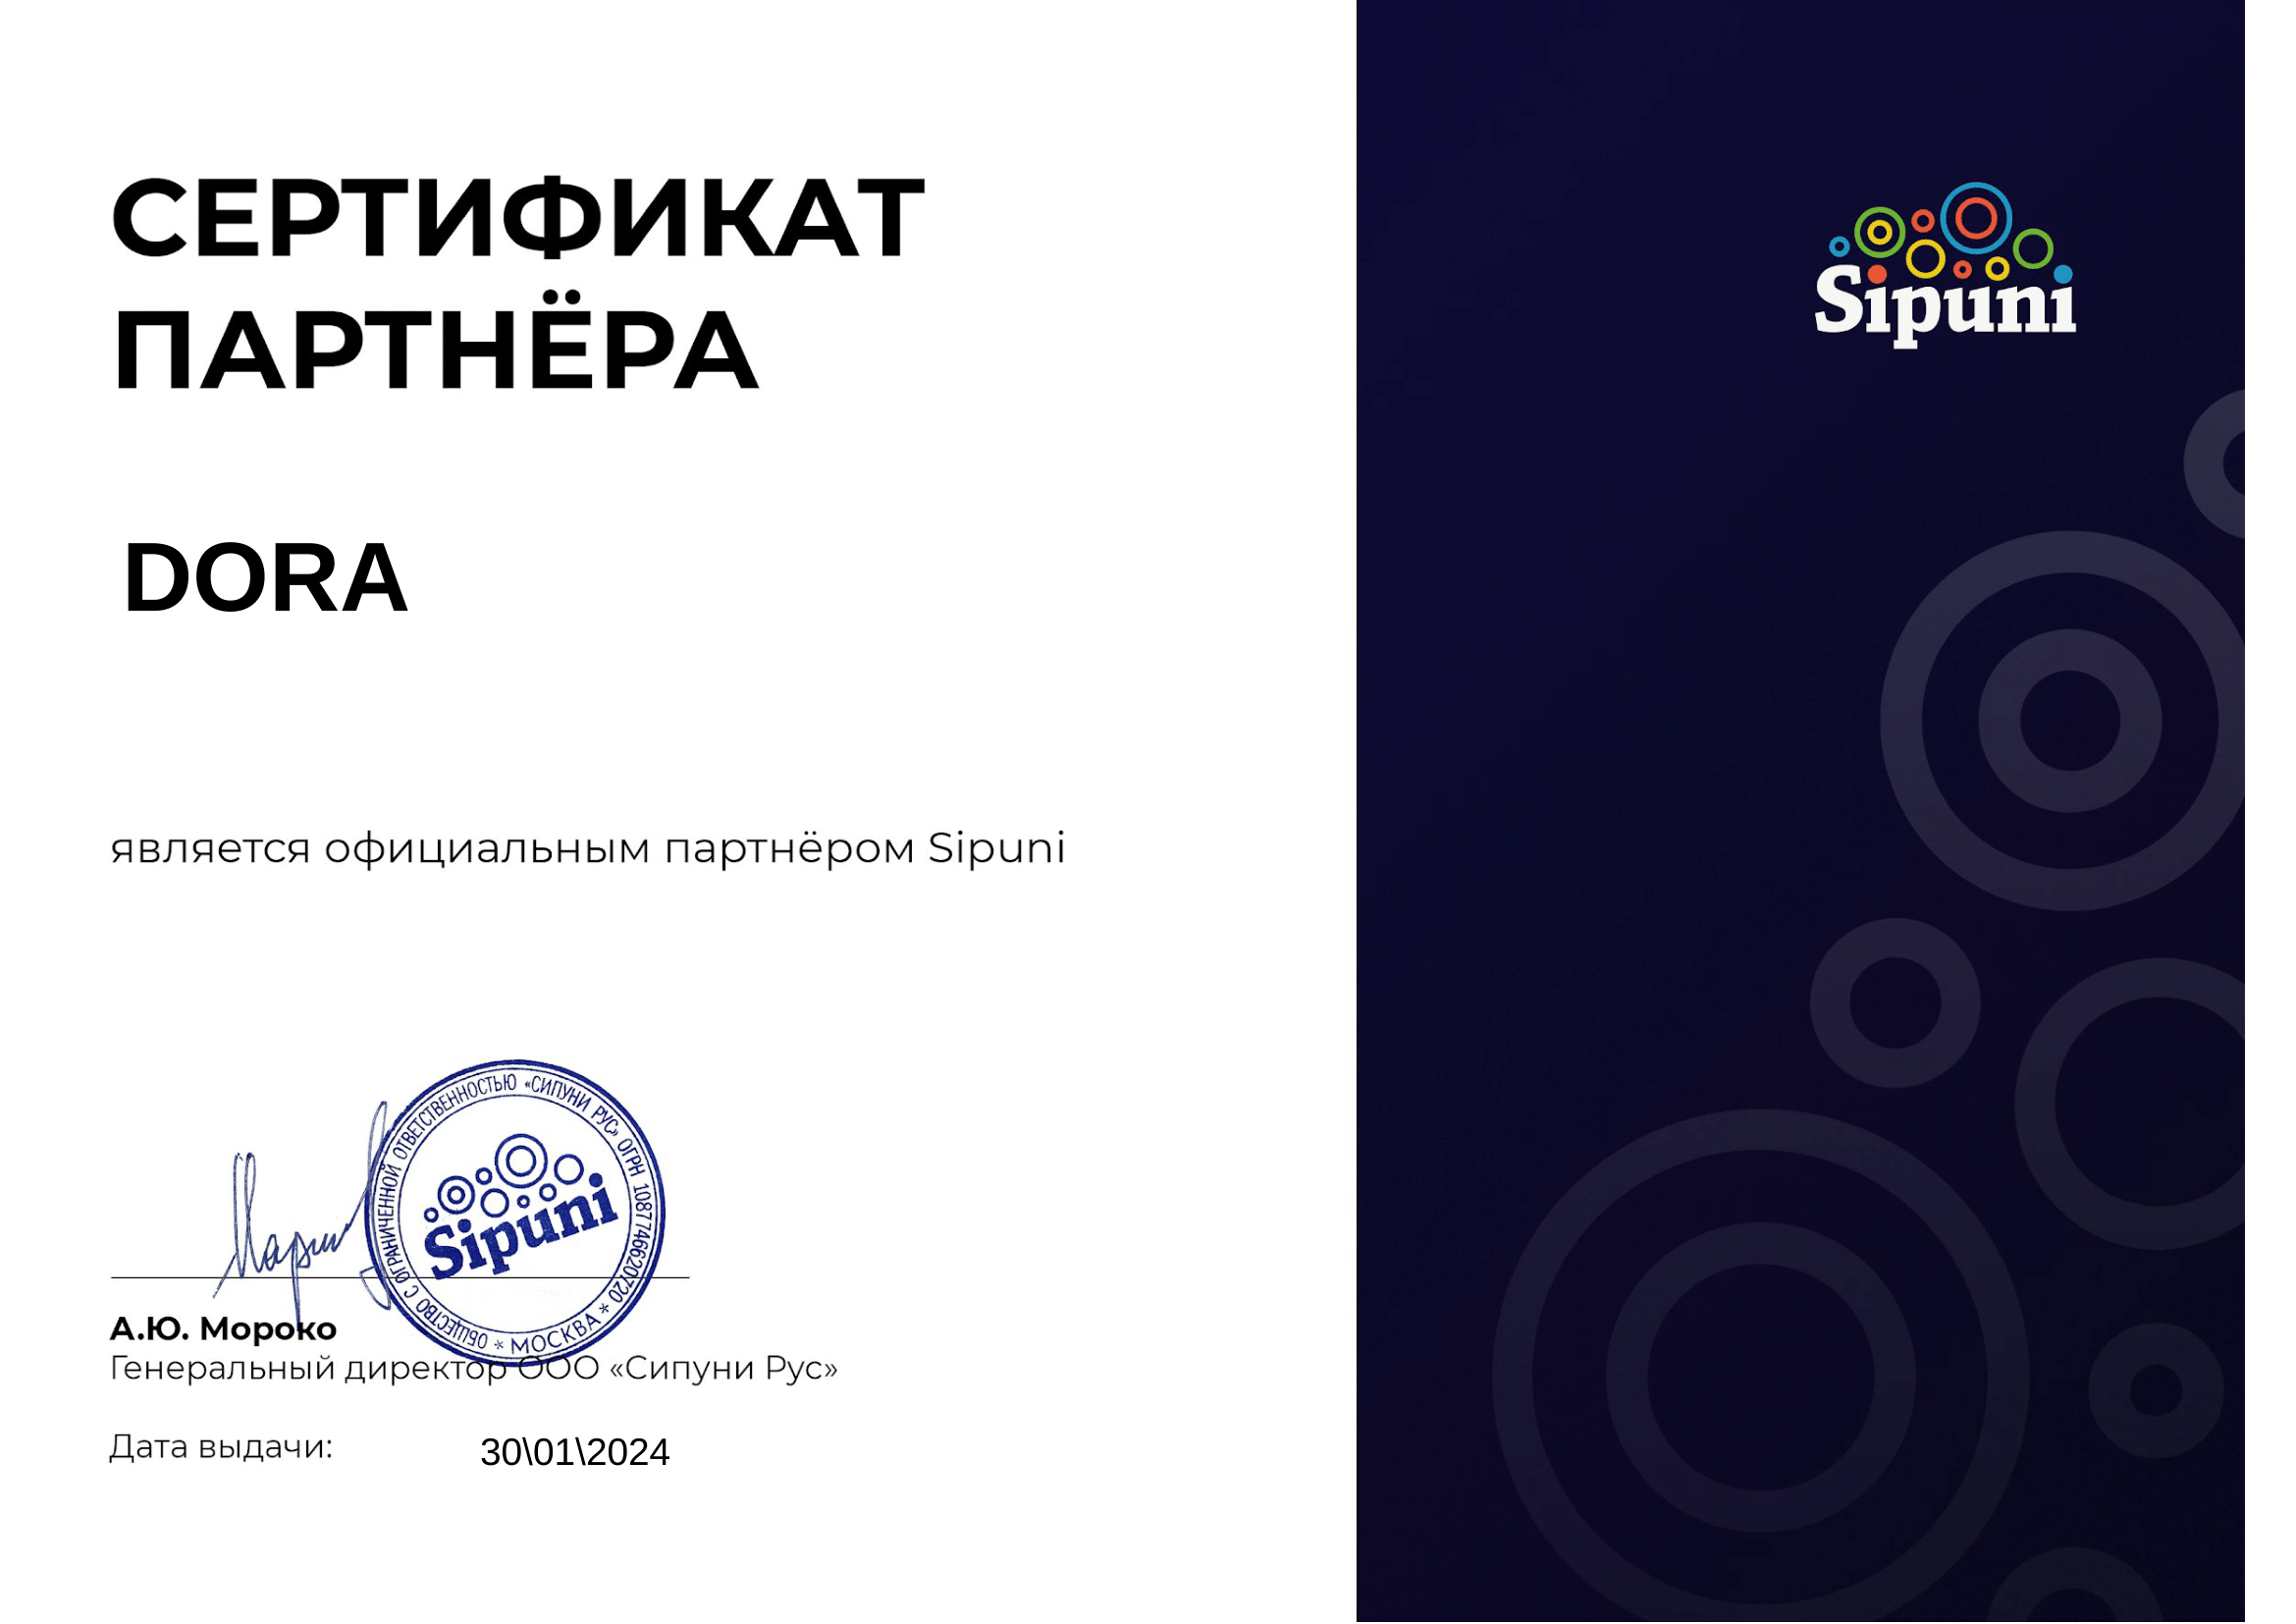 СЕРТИФИКАТ
ПАРТНЁРА
Sipuni
DORA
является официальным партнёром Sipuni
ОБЩЕСТВО С ОГРАНИЧЕННОЙ ОТВЕТСТВЕННОСТЬЮ «СИПУНИ РУС» ОГРН 1087746620720 * МОСКВА *
Sipuni
А.Ю. Мороко
Генеральный директор ООО «Сипуни Рус»
Дата выдачи: 30\01\2024